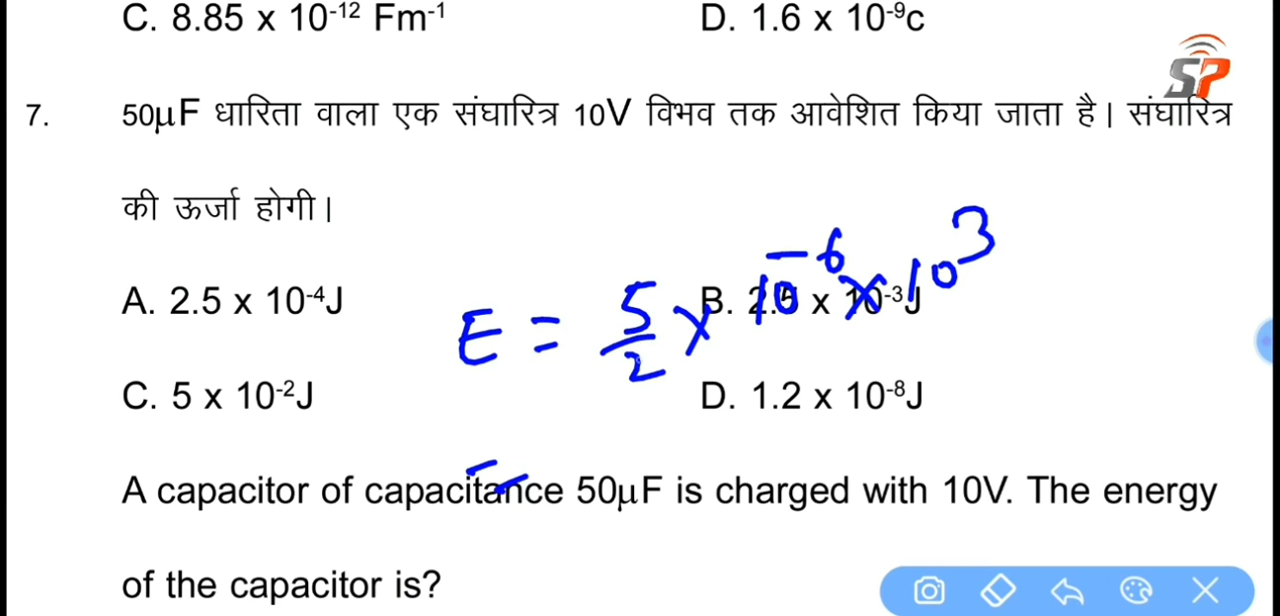 C. 8.85 x 10⁻¹² Fm⁻¹ D. 1.6 x 10⁻⁹c
SP
7. 50μF धारिता वाला एक संघारित्र 10V विभव तक आवेशित किया जाता है। संघारित्र
की ऊर्जा होगी।
A. 2.5 x 10⁻⁴J B. 2.5 x 10⁻³J
E = 5/2 x 10⁻⁶ x 10³
C. 5 x 10⁻²J D. 1.2 x 10⁻⁸J
A capacitor of capacitance 50μF is charged with 10V. The energy
of the capacitor is?